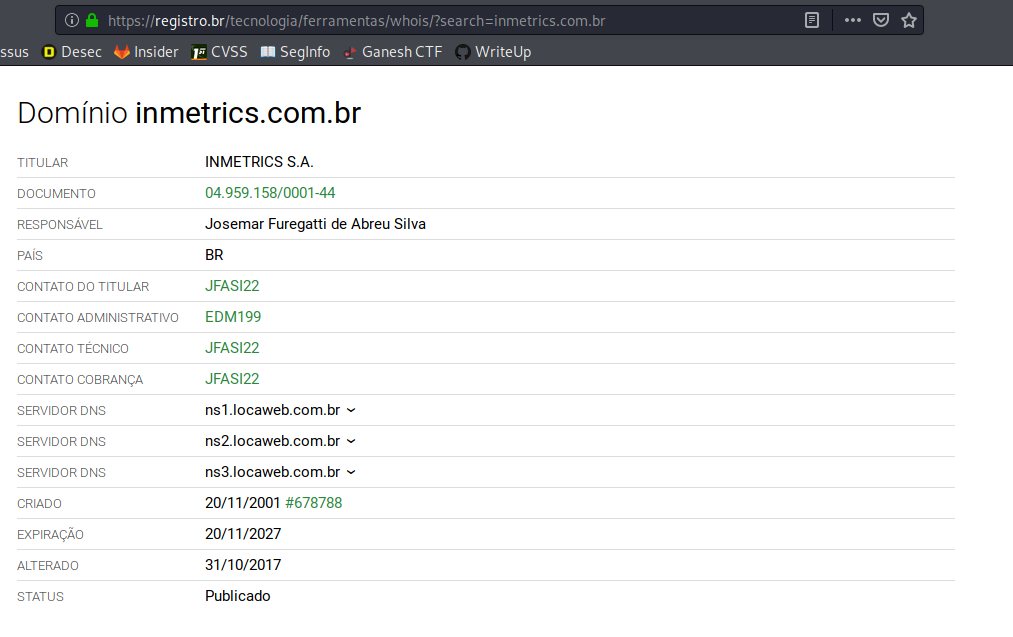 https://registro.br/tecnologia/ferramentas/whois/?search=inmetrics.com.br
ssus Desec Insider CVSS SegInfo Ganesh CTF WriteUp
Domínio inmetrics.com.br
TITULAR INMETRICS S.A.
DOCUMENTO 04.959.158/0001-44
RESPONSÁVEL Josemar Furegatti de Abreu Silva
PAÍS BR
CONTATO DO TITULAR JFASI22
CONTATO ADMINISTRATIVO EDM199
CONTATO TÉCNICO JFASI22
CONTATO COBRANÇA JFASI22
SERVIDOR DNS ns1.locaweb.com.br
SERVIDOR DNS ns2.locaweb.com.br
SERVIDOR DNS ns3.locaweb.com.br
CRIADO 20/11/2001 #678788
EXPIRAÇÃO 20/11/2027
ALTERADO 31/10/2017
STATUS Publicado